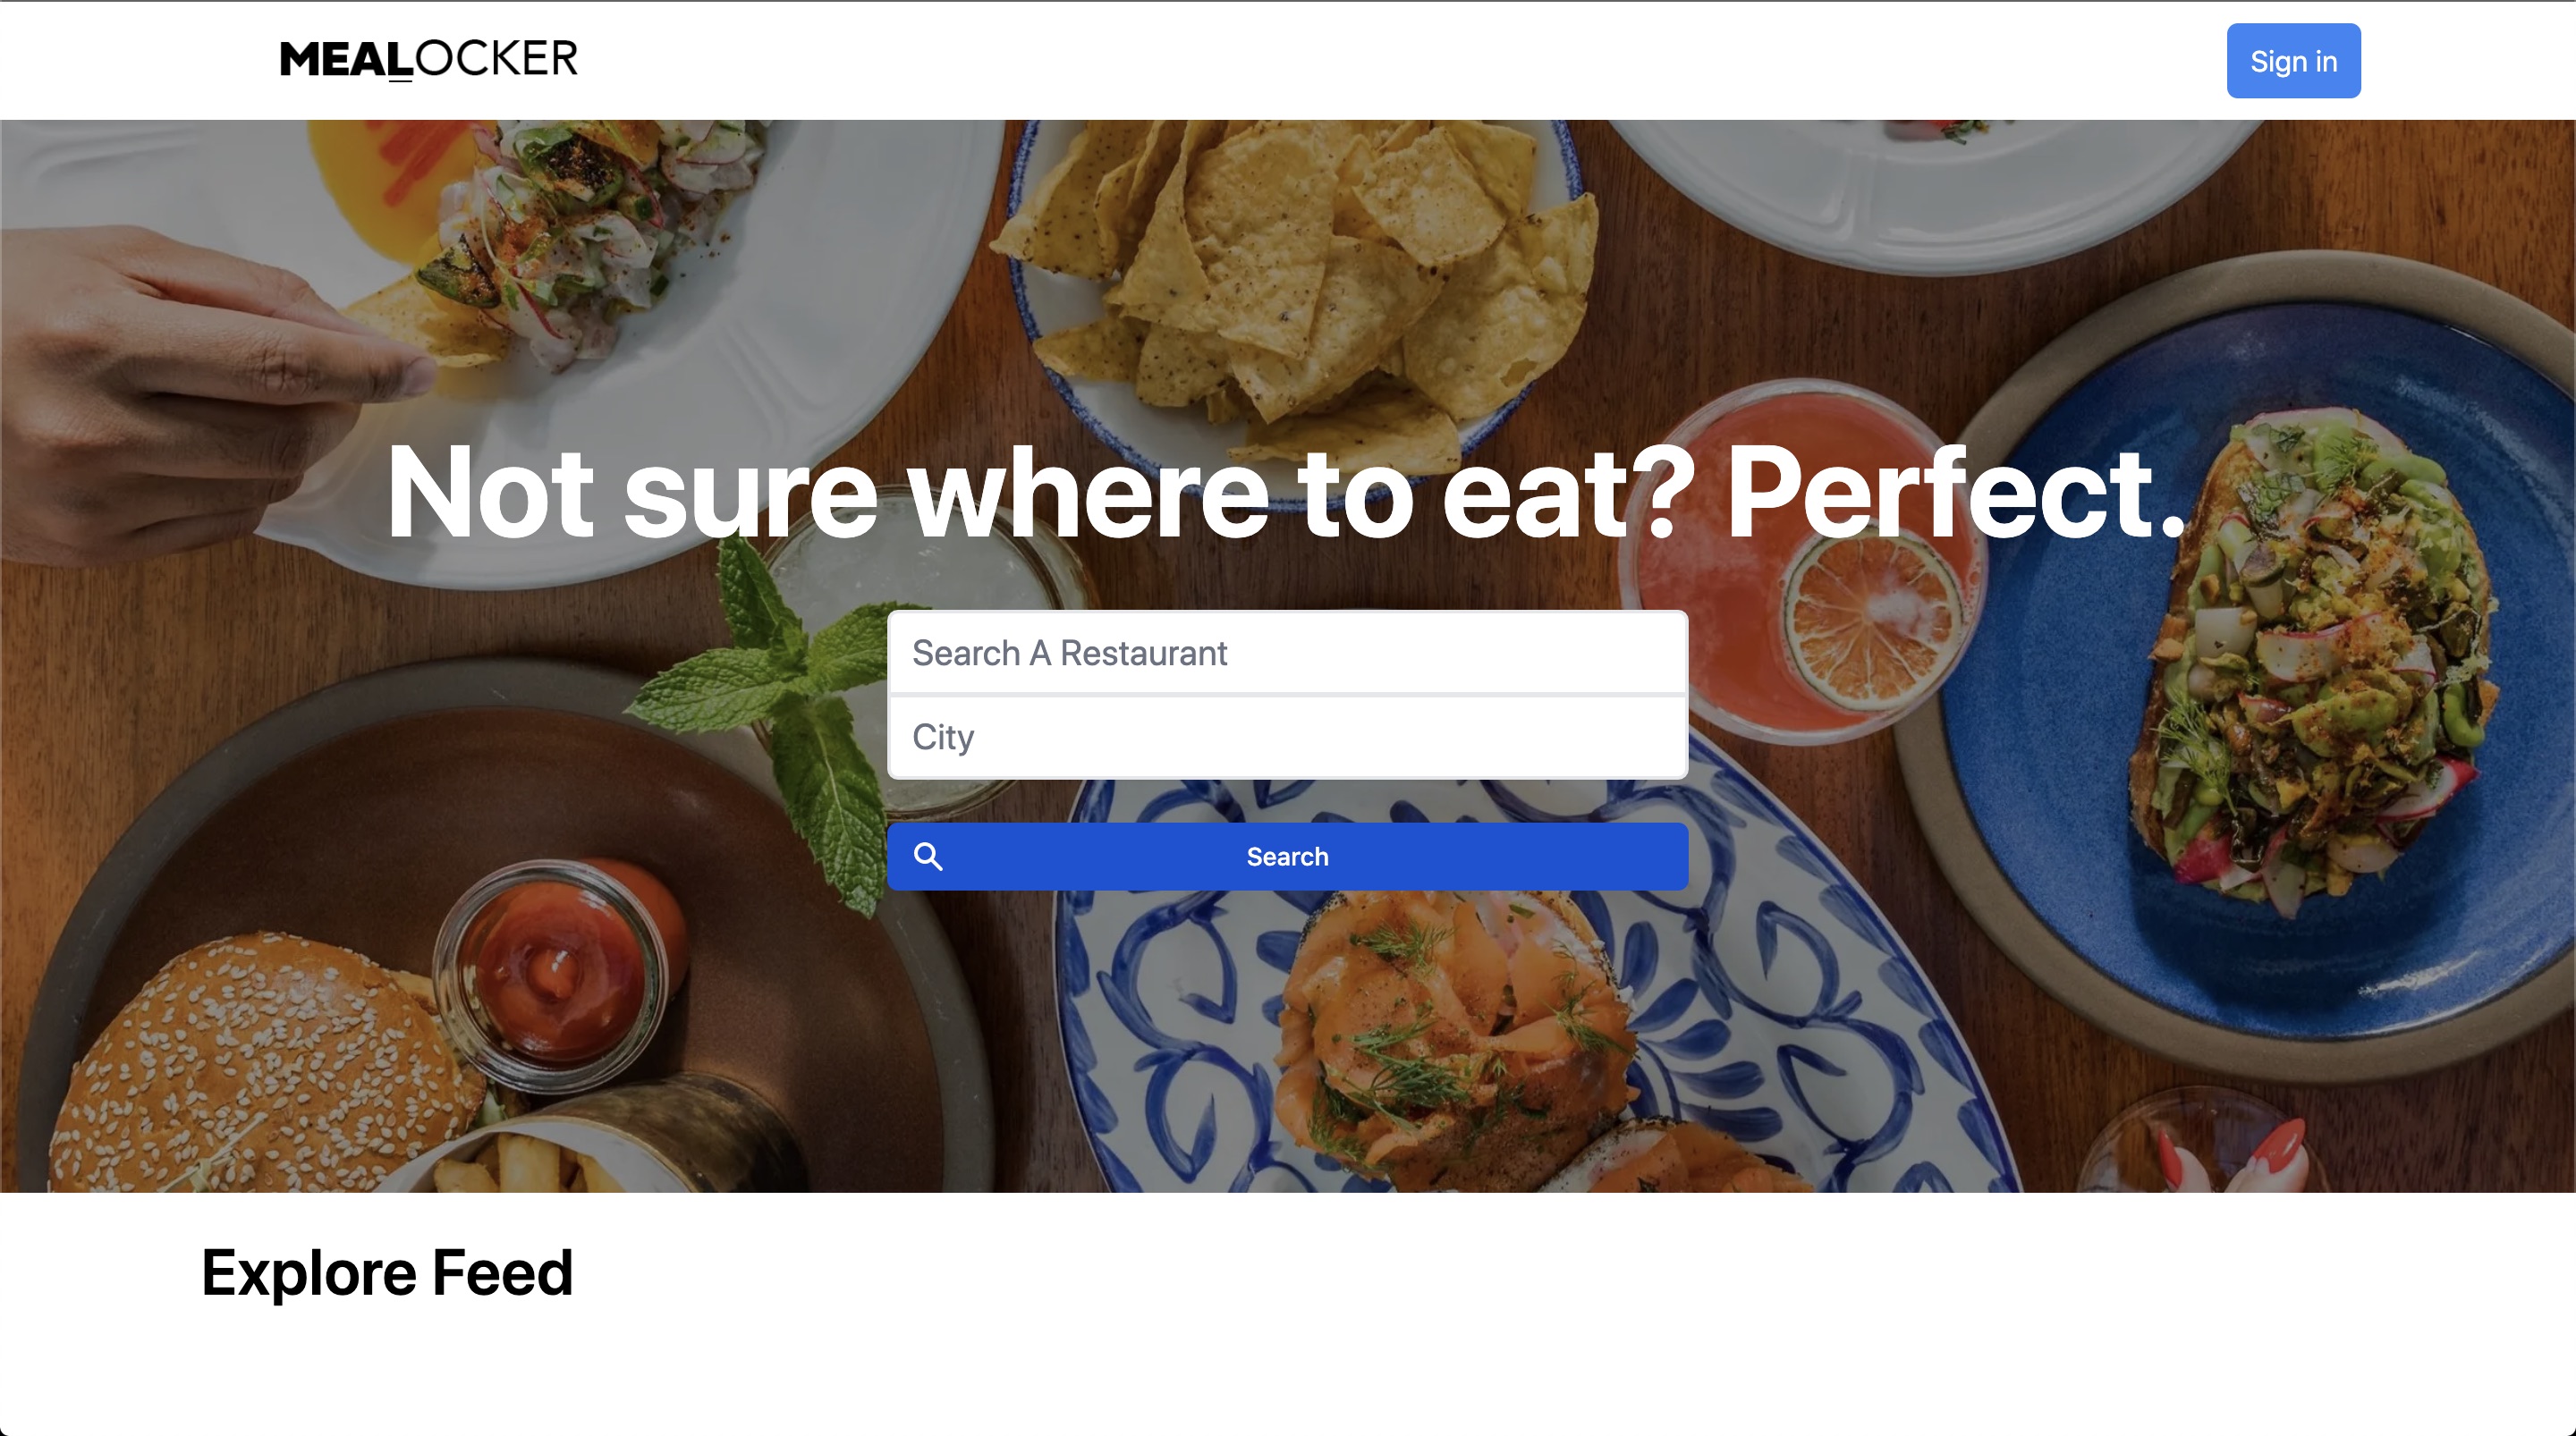 MEALOCKER
Sign in
Not sure where to eat? Perfect.
Search A Restaurant
City
Search
Explore Feed